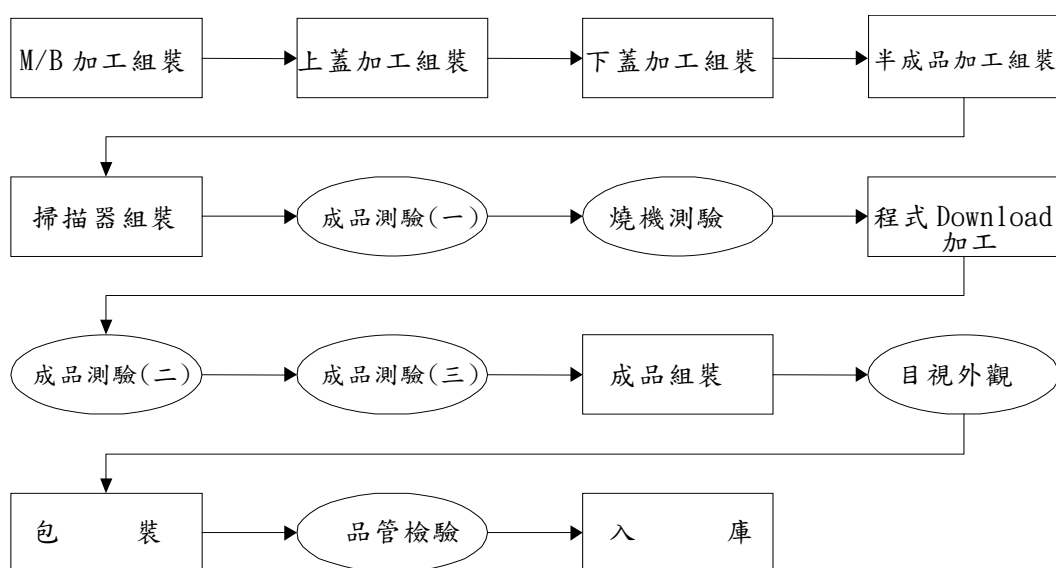 M/B 加工組裝
上蓋加工組裝
下蓋加工組裝
半成品加工組裝
掃描器組裝
成品測驗(一)
燒機測驗
程式 Download
加工
成品測驗(二)
成品測驗(三)
成品組裝
目視外觀
包 裝
品管檢驗
入 庫